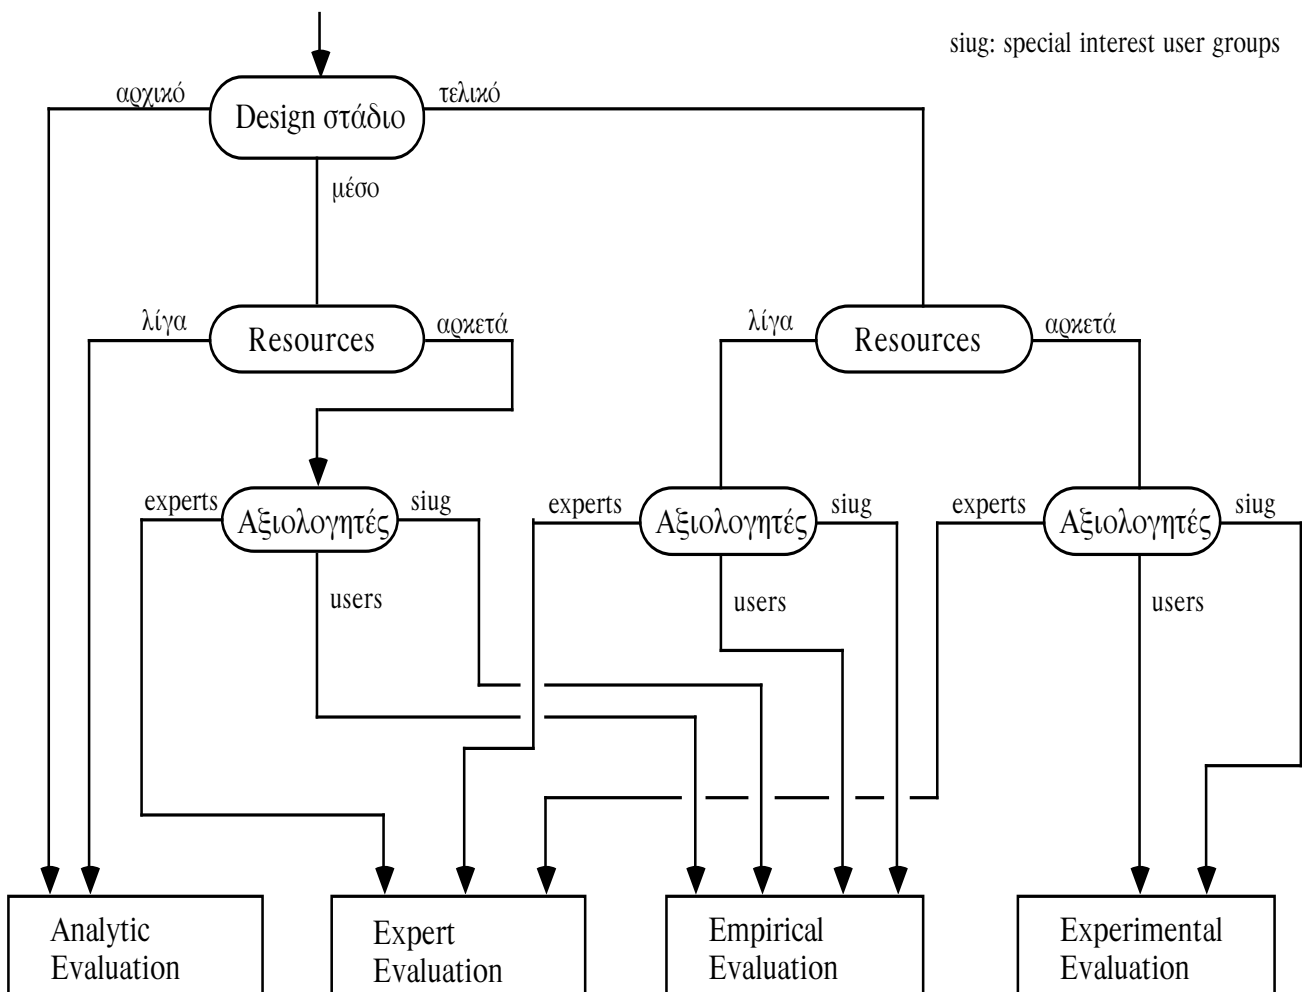 siug: special interest user groups
αρχικό
Design στάδιο
τελικό
μέσο
λίγα
Resources
αρκετά
λίγα
Resources
αρκετά
experts
Αξιολογητές
siug
experts
Αξιολογητές
siug
experts
Αξιολογητές
siug
users
users
users
Analytic
Evaluation
Expert
Evaluation
Empirical
Evaluation
Experimental
Evaluation